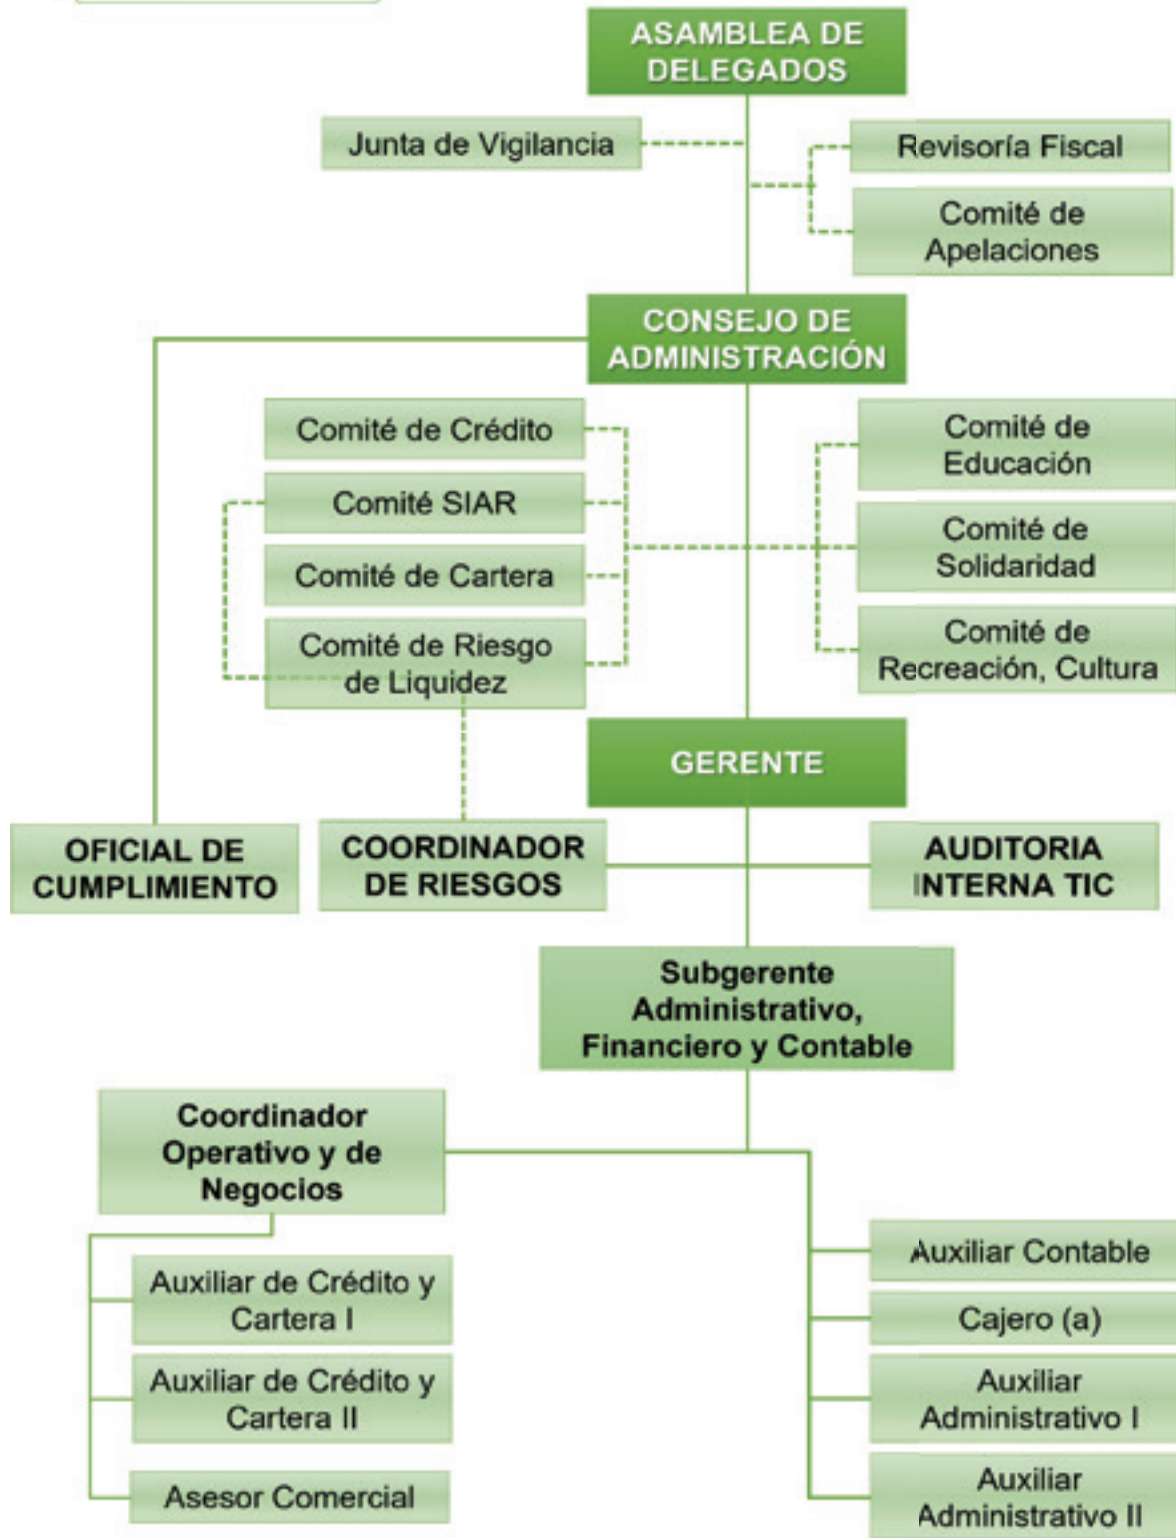 ASAMBLEA DE
DELEGADOS
Junta de Vigilancia
Revisoría Fiscal
Comité de
Apelaciones
CONSEJO DE
ADMINISTRACIÓN
Comité de Crédito
Comité SIAR
Comité de Cartera
Comité de Riesgo
de Liquidez
Comité de
Educación
Comité de
Solidaridad
Comité de
Recreación, Cultura
GERENTE
OFICIAL DE
CUMPLIMIENTO
COORDINADOR
DE RIESGOS
AUDITORIA
INTERNA TIC
Subgerente
Administrativo,
Financiero y Contable
Coordinador
Operativo y de
Negocios
Auxiliar de Crédito y
Cartera I
Auxiliar de Crédito y
Cartera II
Asesor Comercial
Auxiliar Contable
Cajero (a)
Auxiliar
Administrativo I
Auxiliar
Administrativo II